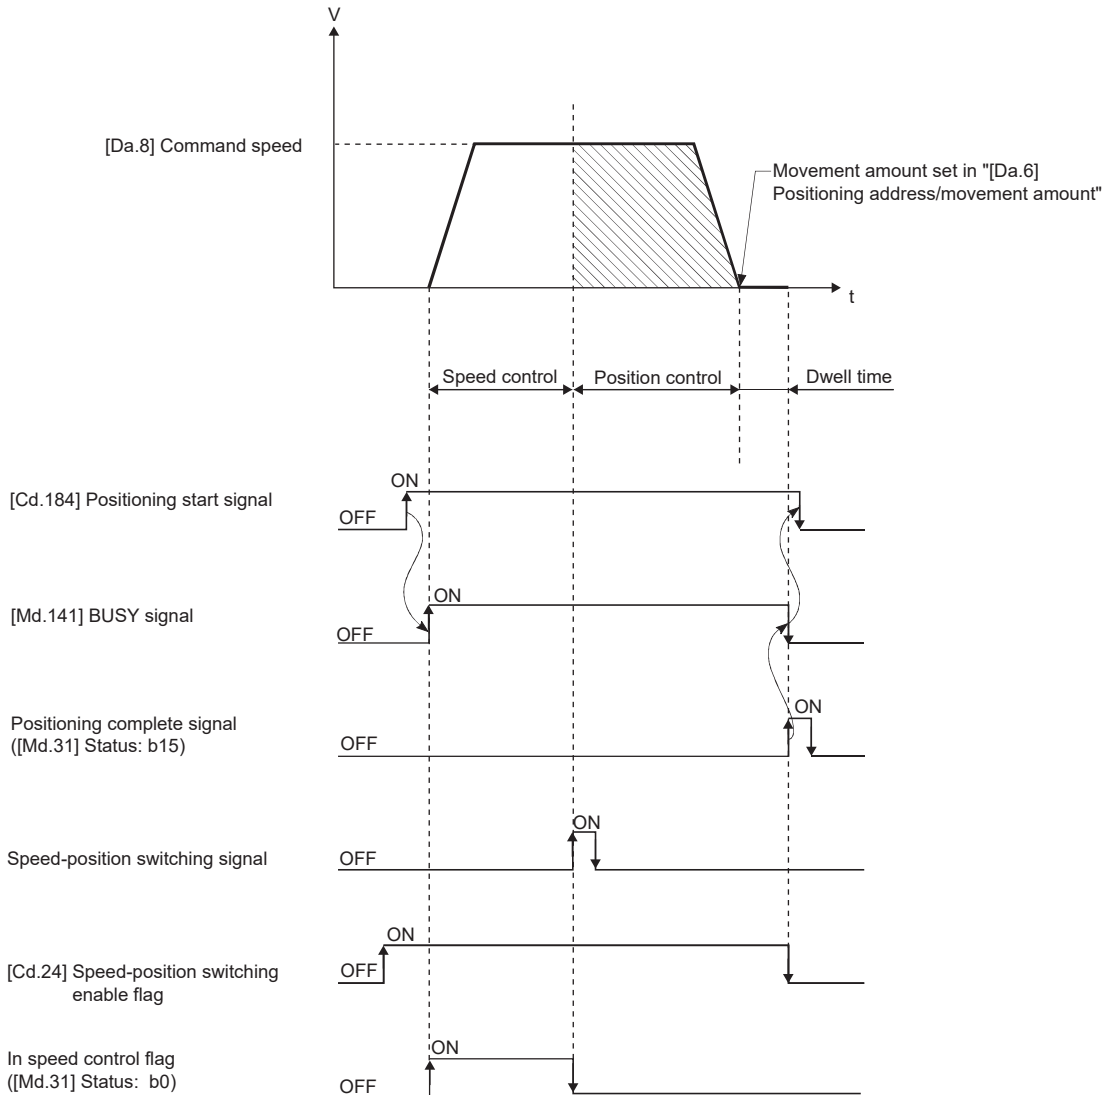 V
[Da.8] Command speed
Movement amount set in "[Da.6]
Positioning address/movement amount"
t
Speed control
Position control
Dwell time
ON
[Cd.184] Positioning start signal
OFF
ON
[Md.141] BUSY signal
OFF
ON
Positioning complete signal
([Md.31] Status: b15)
OFF
ON
Speed-position switching signal
OFF
ON
[Cd.24] Speed-position switching
enable flag
OFF
ON
In speed control flag
([Md.31] Status: b0)
OFF